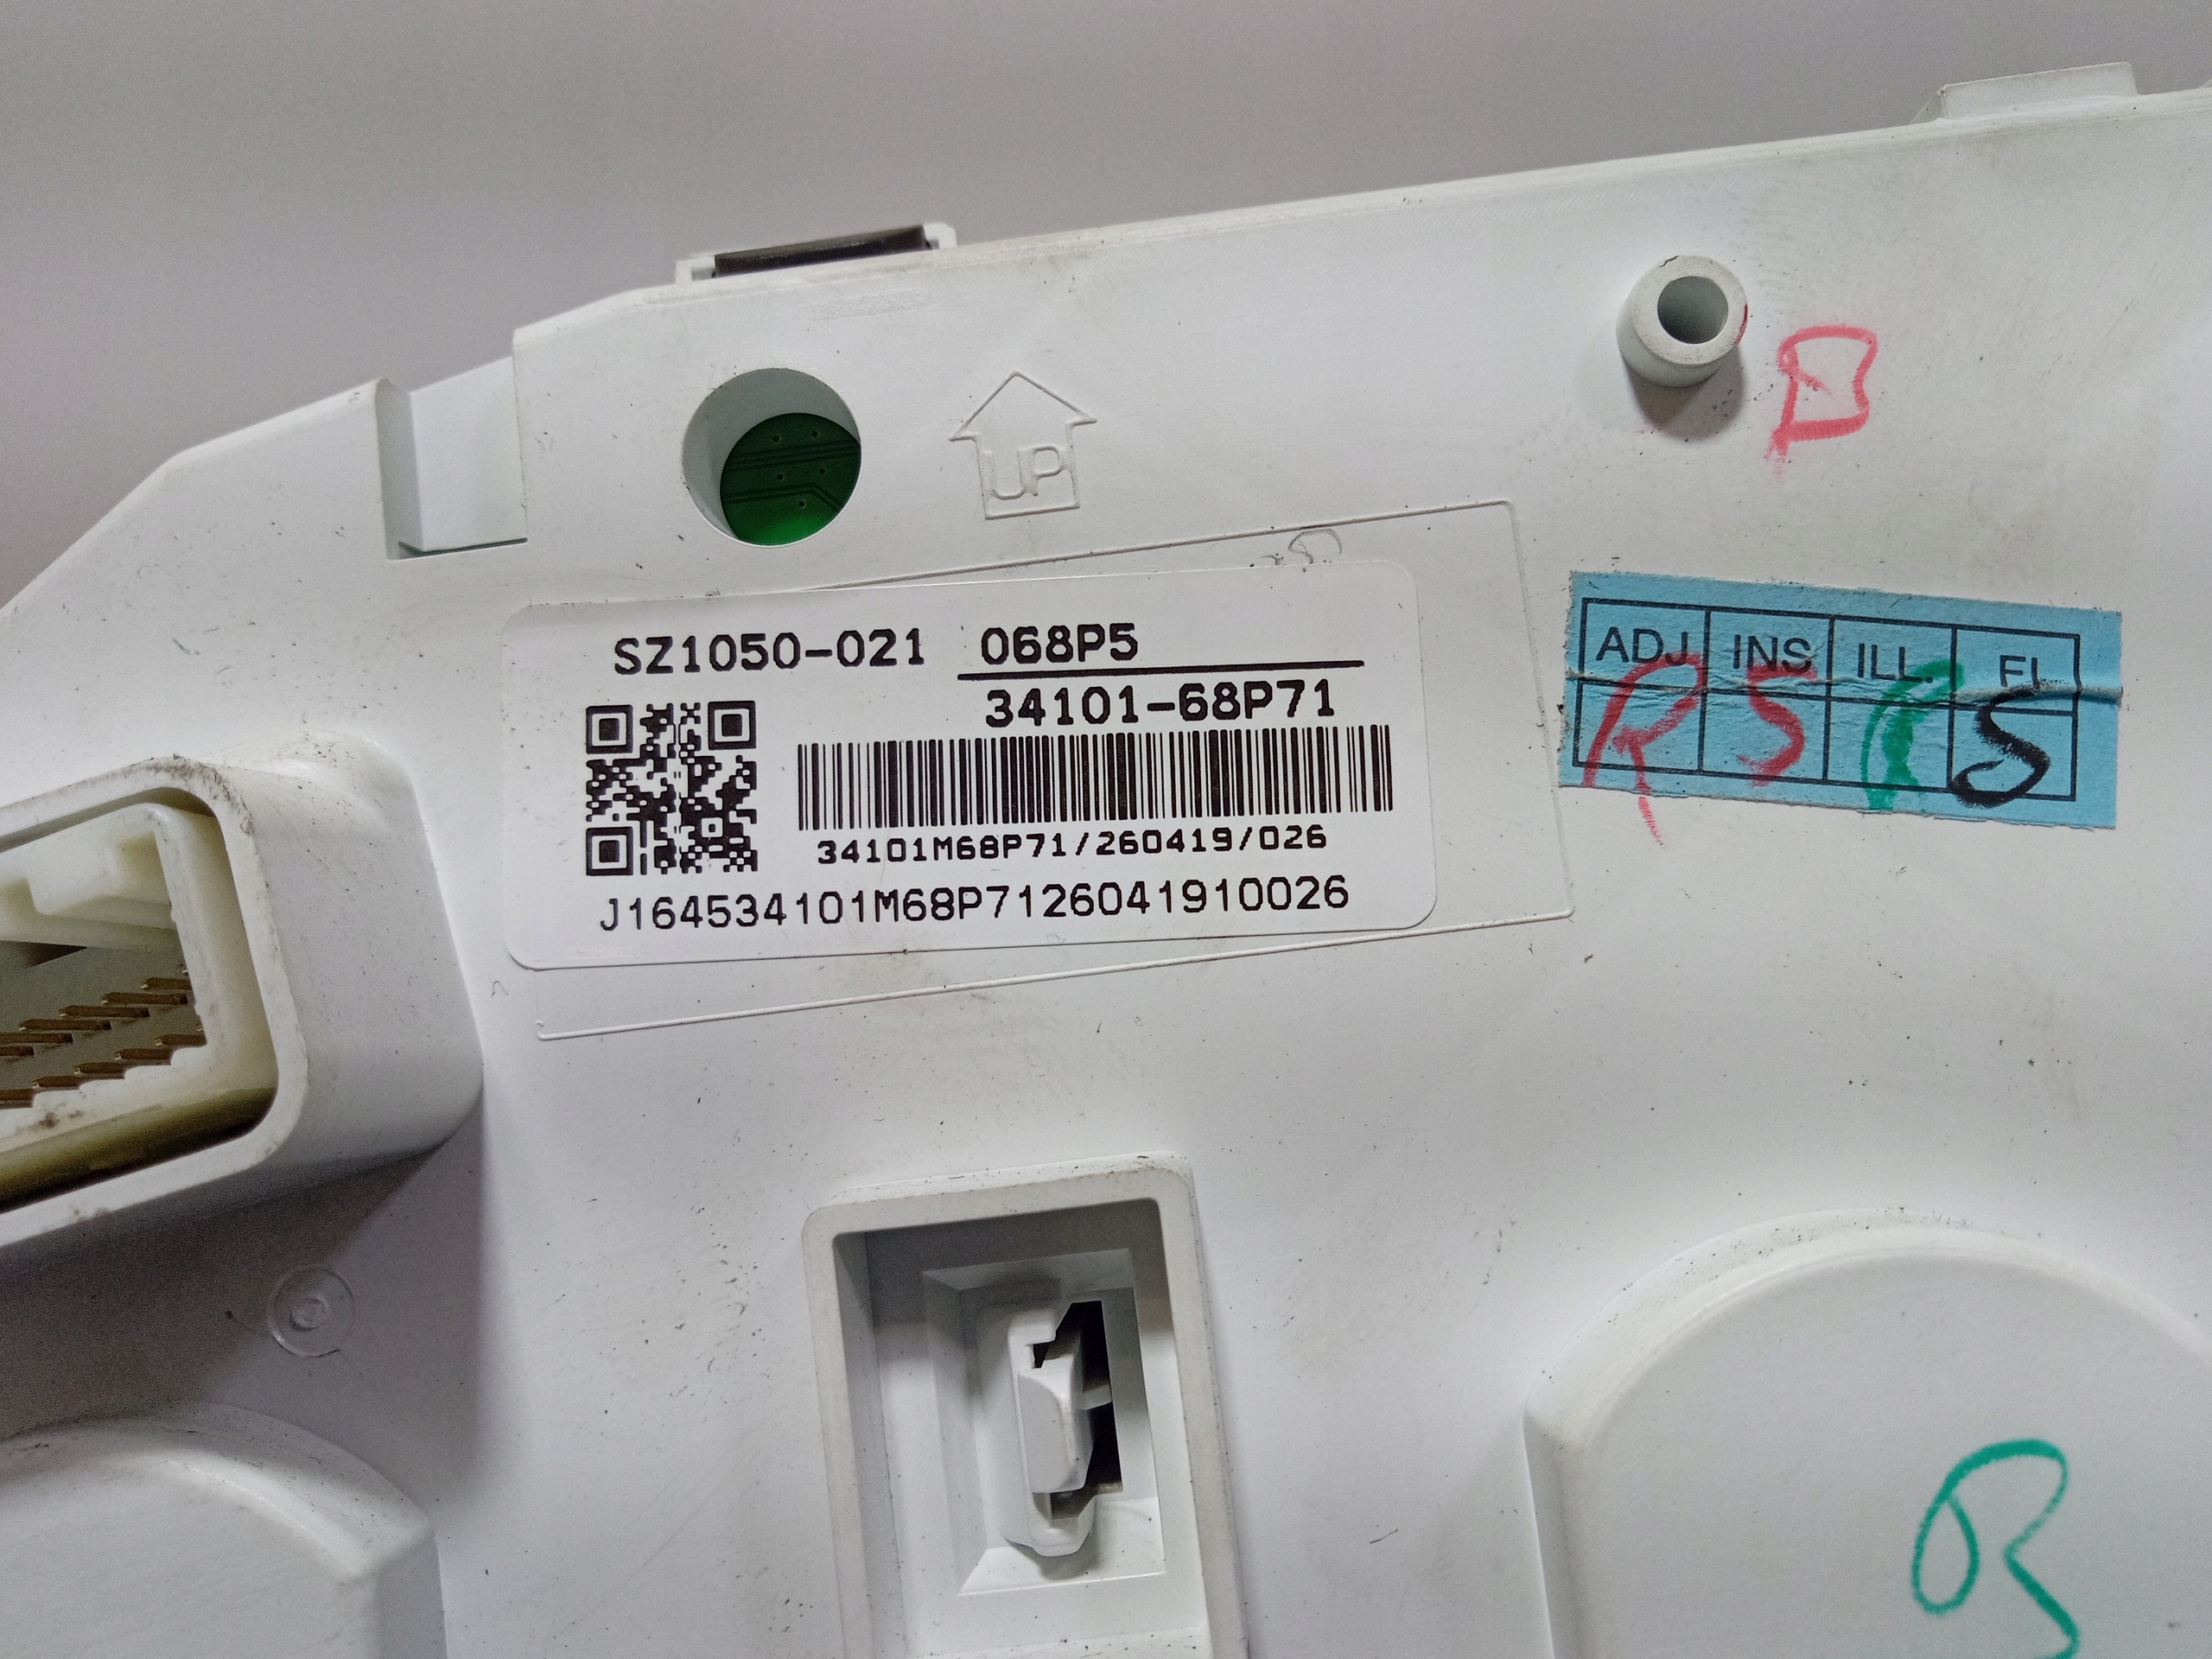 UP
SZ1050-021 068P5
34101-68P71
34101M68P71/260419/026
J164534101M68P7126041910026
ADJ. INS ILL. FI.
R S S